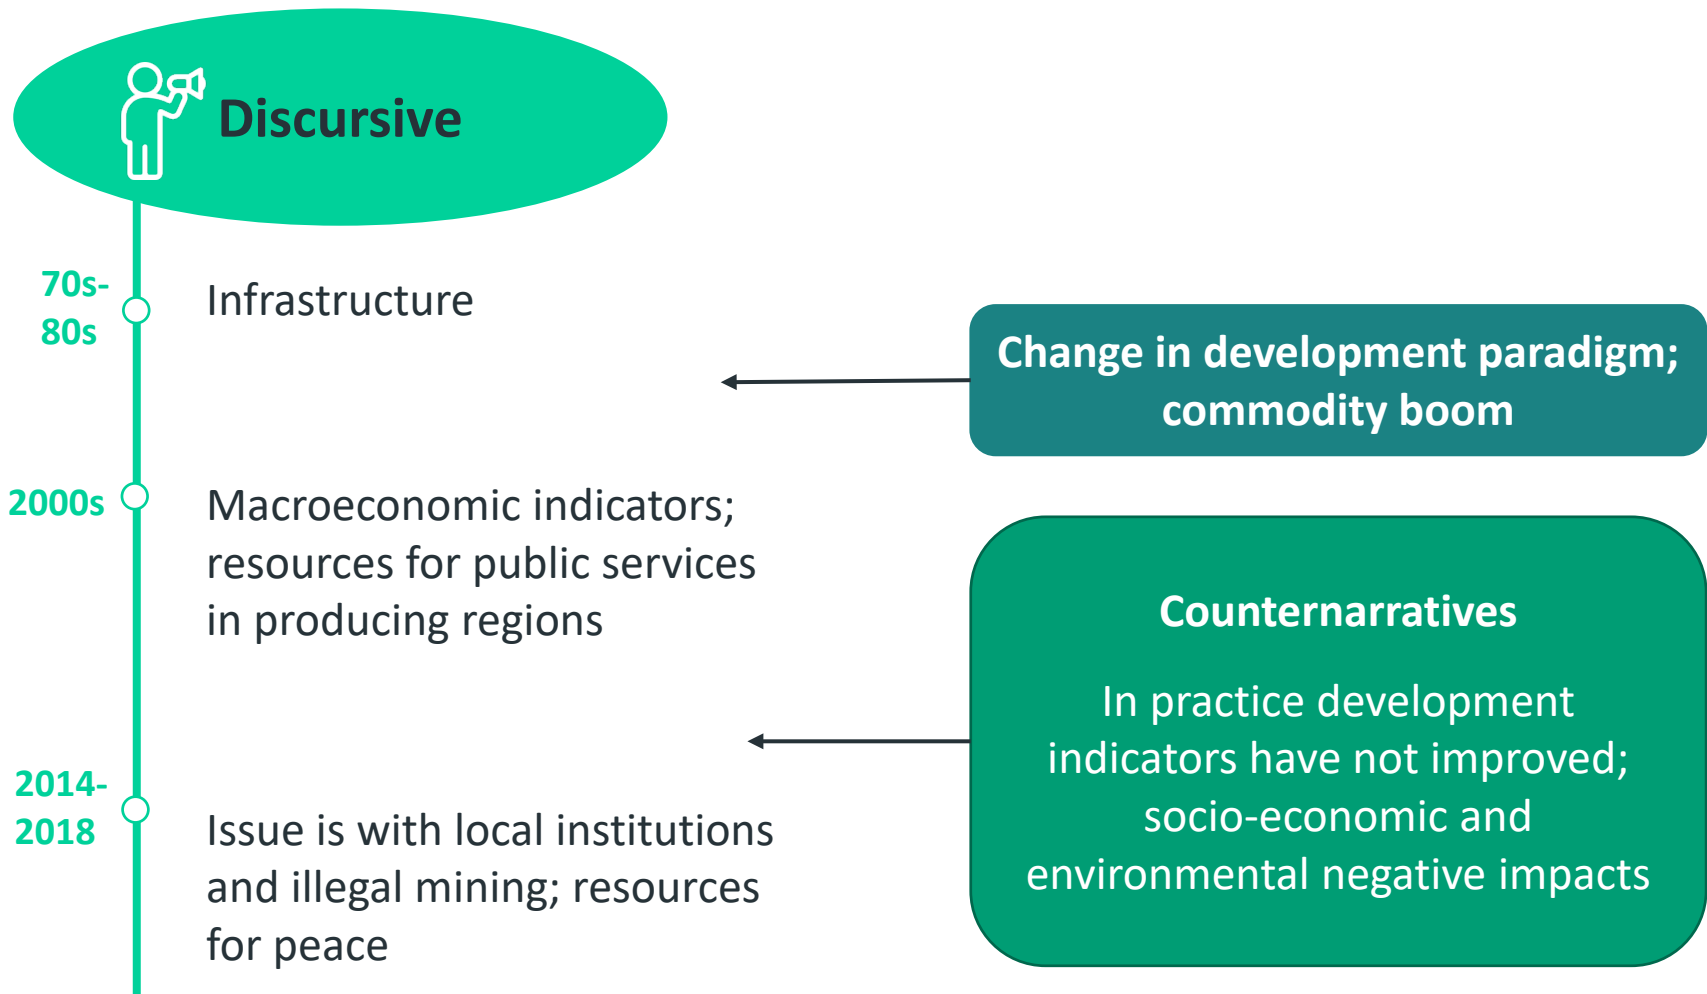 Discursive
70s-
80s
Infrastructure
Change in development paradigm;
commodity boom
2000s
Macroeconomic indicators;
resources for public services
in producing regions
Counternarratives
In practice development
indicators have not improved;
socio-economic and
environmental negative impacts
2014-
2018
Issue is with local institutions
and illegal mining; resources
for peace